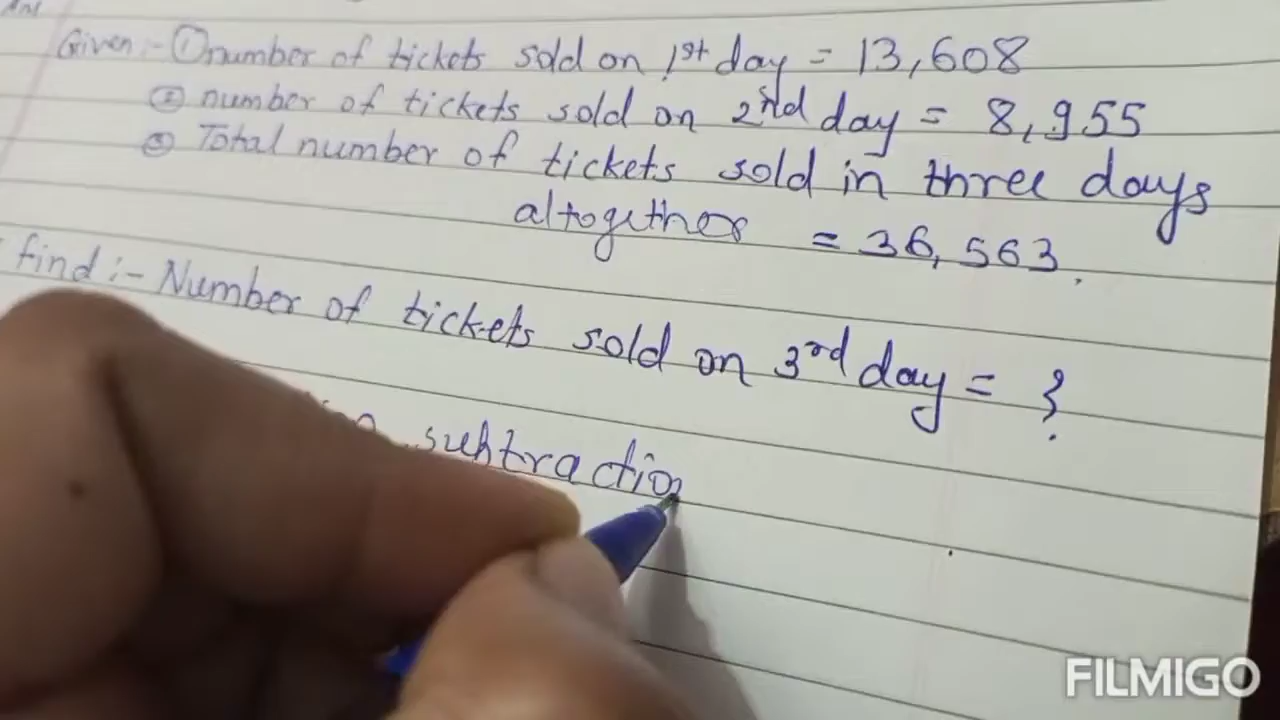 Given :- ① number of tickets sold on 1st day = 13,608
② number of tickets sold on 2nd day = 8,955
③ Total number of tickets sold in three days
altogether = 36,563.
find :- Number of tickets sold on 3rd day = ?
subtraction
FILMIGO